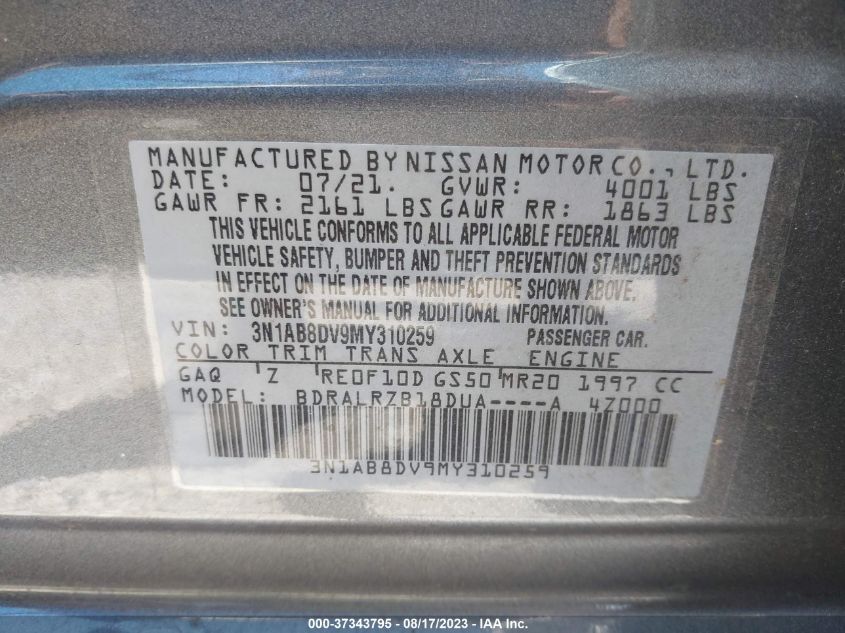 MANUFACTURED BY NISSAN MOTOR CO., LTD.
DATE: 07/21. GVWR: 4001 LBS
GAWR FR: 2161 LBS GAWR RR: 1863 LBS
THIS VEHICLE CONFORMS TO ALL APPLICABLE FEDERAL MOTOR
VEHICLE SAFETY, BUMPER AND THEFT PREVENTION STANDARDS
IN EFFECT ON THE DATE OF MANUFACTURE SHOWN ABOVE.
SEE OWNER'S MANUAL FOR ADDITIONAL INFORMATION.
VIN: 3N1AB8DV9MY310259 PASSENGER CAR.
COLOR TRIM TRANS AXLE ENGINE
GAQ Z RE0F10D GS50 MR20 1997 CC
MODEL: BDRALRZB18DUA----A 4Z000
3N1AB8DV9MY310259
000-37343795 - 08/17/2023 - Copyright IAA, Inc.